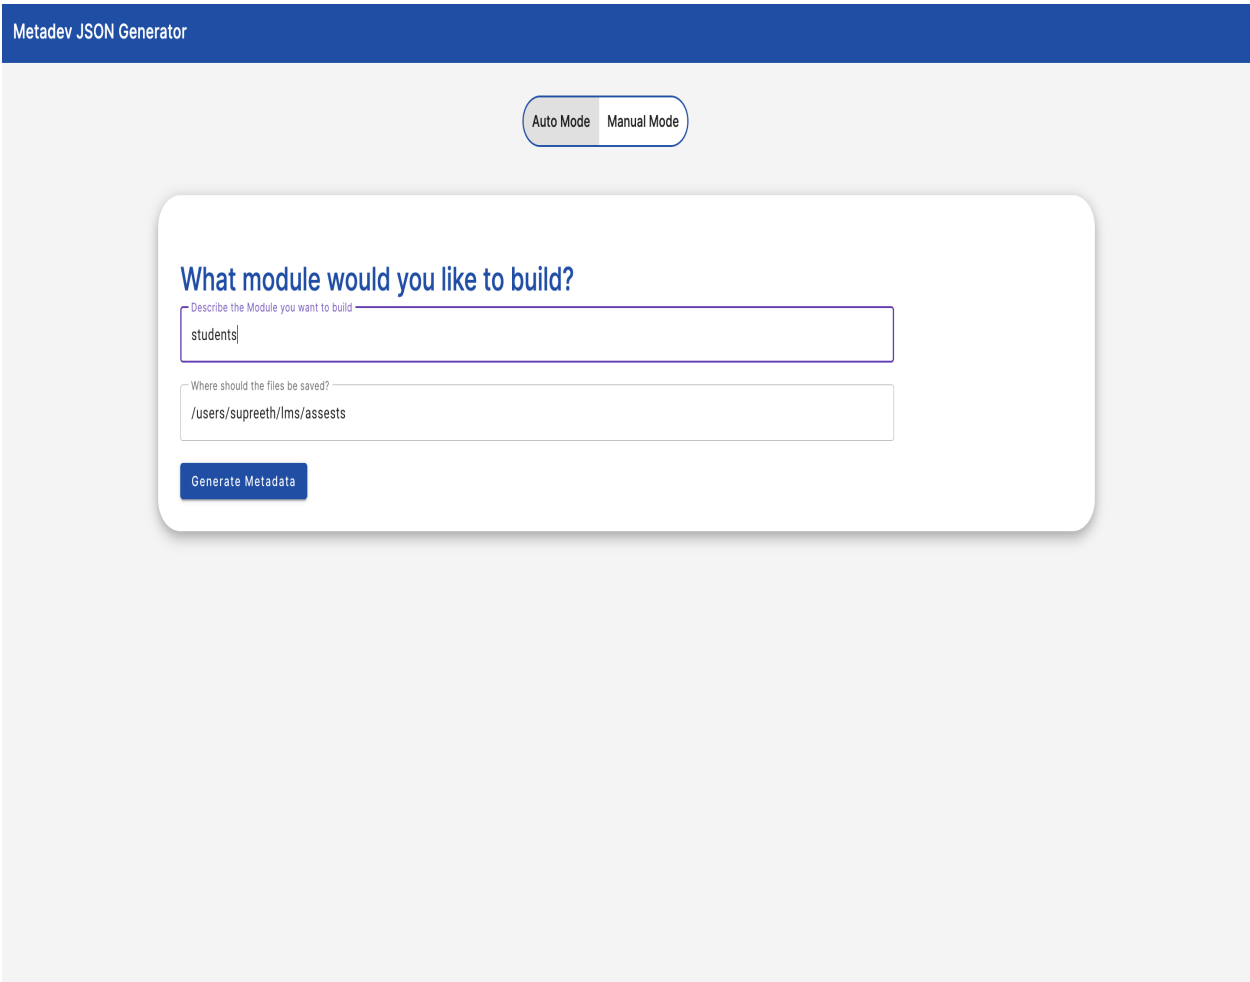 Metadev JSON Generator
Auto Mode Manual Mode
What module would you like to build?
Describe the Module you want to build
students
Where should the files be saved?
/users/supreeth/lms/assests
Generate Metadata